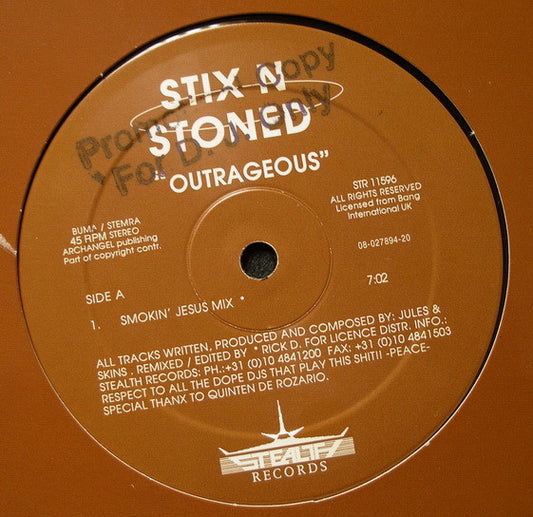 Promo Copy
* For D.J. Only
STIX N
STONED
"OUTRAGEOUS"
BUMA / STEMRA
45 RPM STEREO
ARCHANGEL publishing
Part of copyright contr.
STR 11596
ALL RIGHTS RESERVED
Licensed from Bang
International UK
08-027894-20
SIDE A
7:02
1. SMOKIN' JESUS MIX *
ALL TRACKS WRITTEN, PRODUCED AND COMPOSED BY: JULES &
SKINS . REMIXED / EDITED BY * RICK D. FOR LICENCE DISTR. INFO.:
STEALTH RECORDS: PH.:+31 (0)10 4841200 FAX: +31 (0)10 4841503
RESPECT TO ALL THE DOPE DJS THAT PLAY THIS SHIT!! -PEACE-
SPECIAL THANX TO QUINTEN DE ROZARIO.
STEALTH
RECORDS